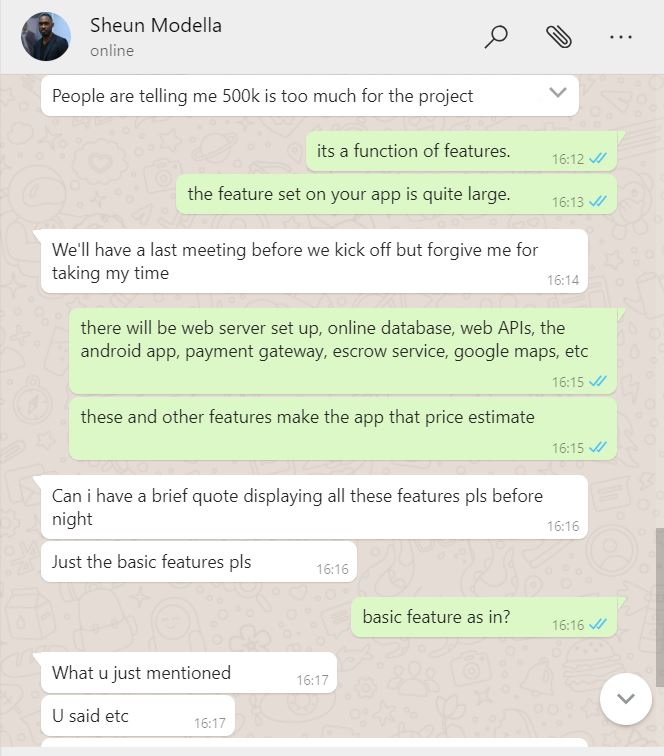 Sheun Modella
online
People are telling me 500k is too much for the project
its a function of features.
16:12
the feature set on your app is quite large.
16:13
We'll have a last meeting before we kick off but forgive me for
taking my time
16:14
there will be web server set up, online database, web APIs, the
android app, payment gateway, escrow service, google maps, etc
16:15
these and other features make the app that price estimate
16:15
Can i have a brief quote displaying all these features pls before
night
16:16
Just the basic features pls
16:16
basic feature as in?
16:16
What u just mentioned
16:17
U said etc
16:17